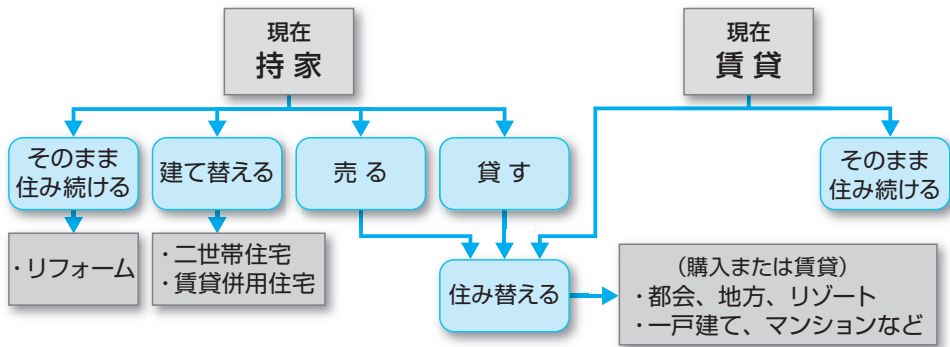 現在
持家
現在
賃貸
そのまま
住み続ける
建て替える
売る
貸す
そのまま
住み続ける
・リフォーム
・二世帯住宅
・賃貸併用住宅
住み替える
（購入または賃貸）
・都会、地方、リゾート
・一戸建て、マンションなど